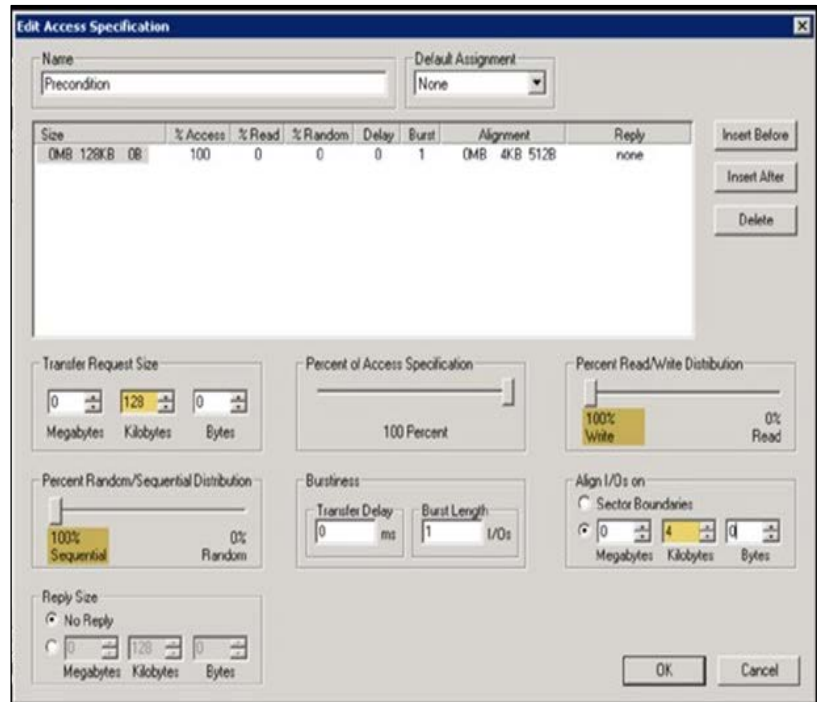 Edit Access Specification
Name
Precondition
Default Assignment
None
Size % Access % Read % Random Delay Burst Alignment Reply
0MB 128KB 0B 100 0 0 0 1 0MB 4KB 512B none
Insert Before
Insert After
Delete
Transfer Request Size
0 128 0
Megabytes Kilobytes Bytes
Percent of Access Specification
100 Percent
Percent Read/Write Distribution
100% 0%
Write Read
Percent Random/Sequential Distribution
100% 0%
Sequential Random
Burstiness
Transfer Delay
0 ms
Burst Length
1 I/Os
Align I/Os on
Sector Boundaries
0 4 0
Megabytes Kilobytes Bytes
Reply Size
No Reply
0 128 0
Megabytes Kilobytes Bytes
OK Cancel